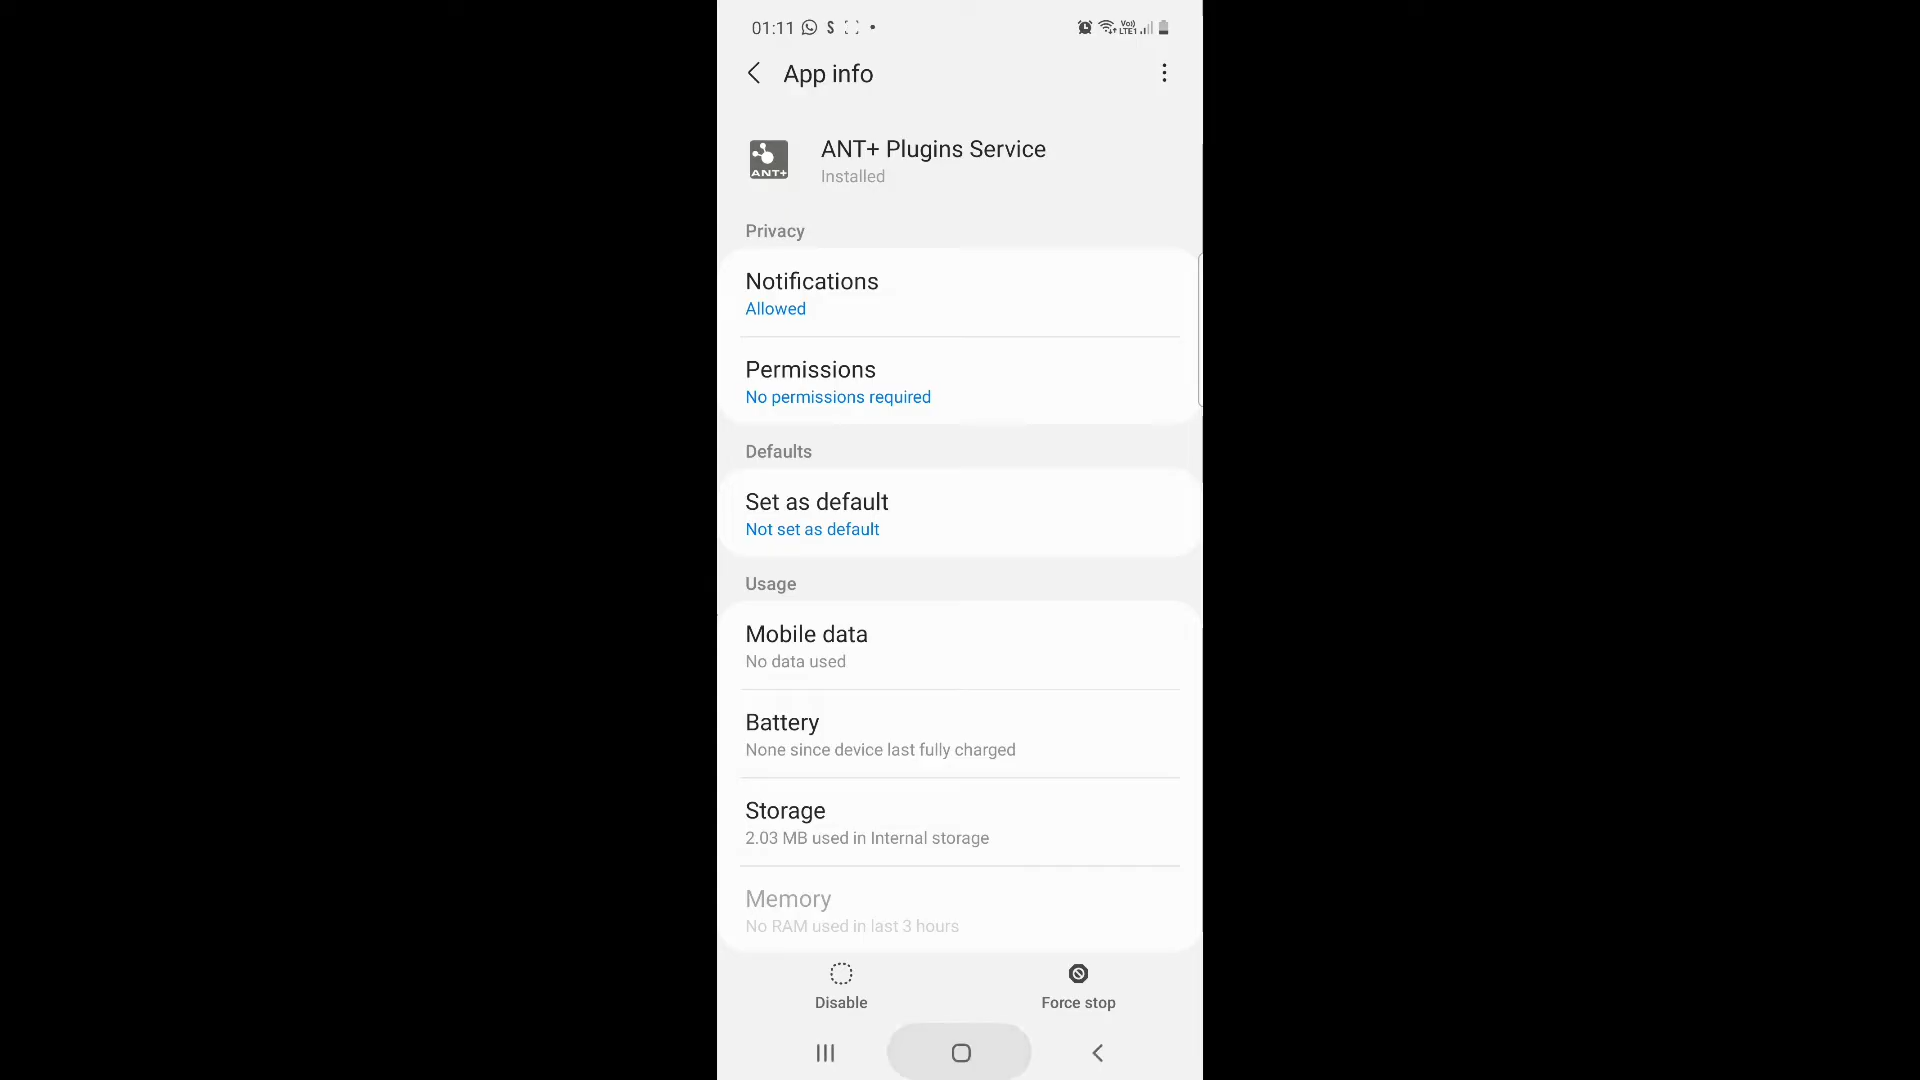 01:11
App info
ANT+
ANT+ Plugins Service
Installed
Privacy
Notifications
Allowed
Permissions
No permissions required
Defaults
Set as default
Not set as default
Usage
Mobile data
No data used
Battery
None since device last fully charged
Storage
2.03 MB used in Internal storage
Memory
No RAM used in last 3 hours
Disable
Force stop